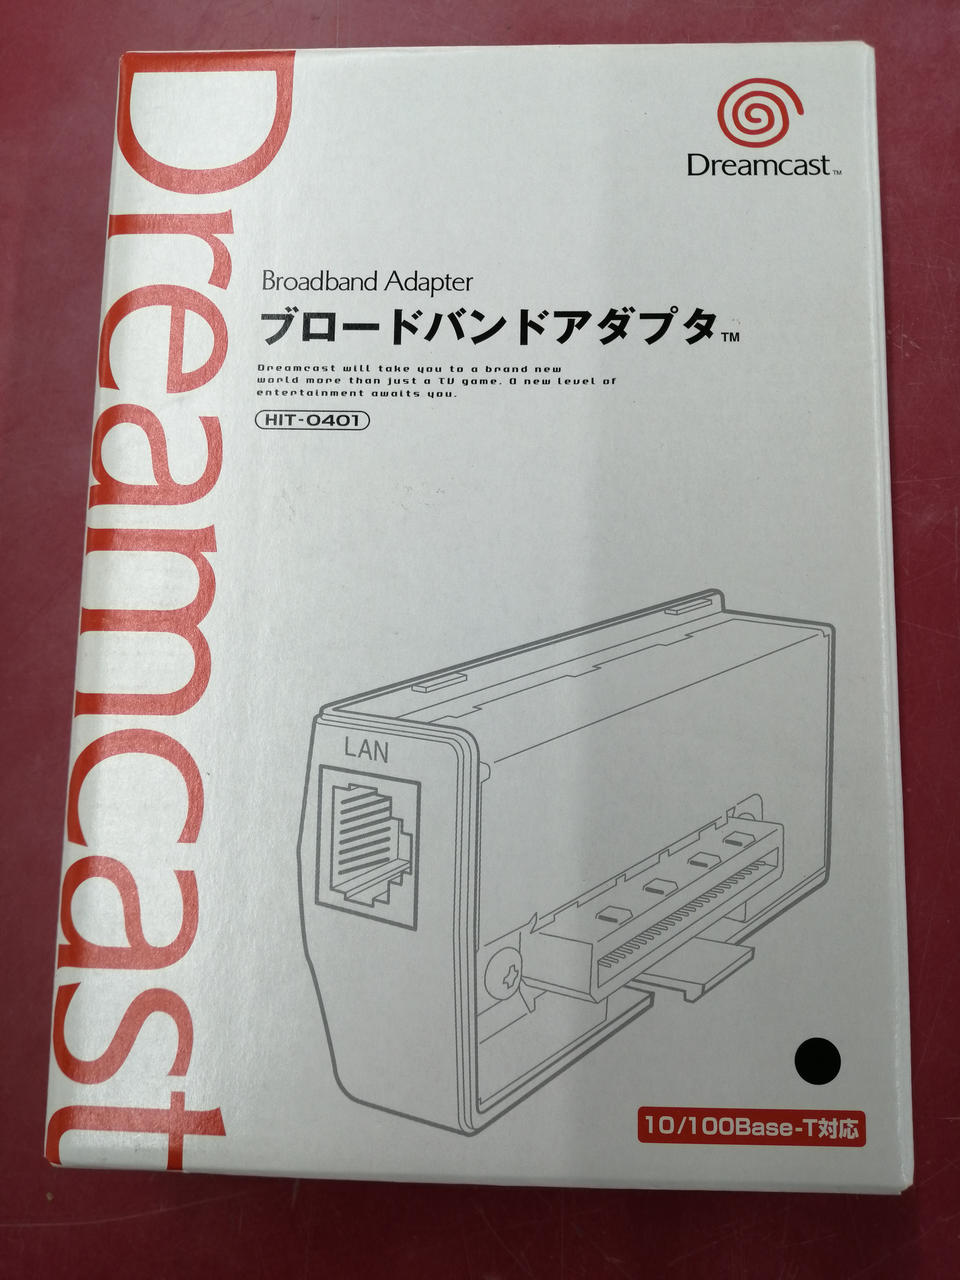 Dreamcast
Dreamcast™
Broadband Adapter
ブロードバンドアダプタ™
Dreamcast will take you to a brand new
world more than just a TV game. A new level of
entertainment awaits you.
HIT-0401
LAN
10/100Base-T対応